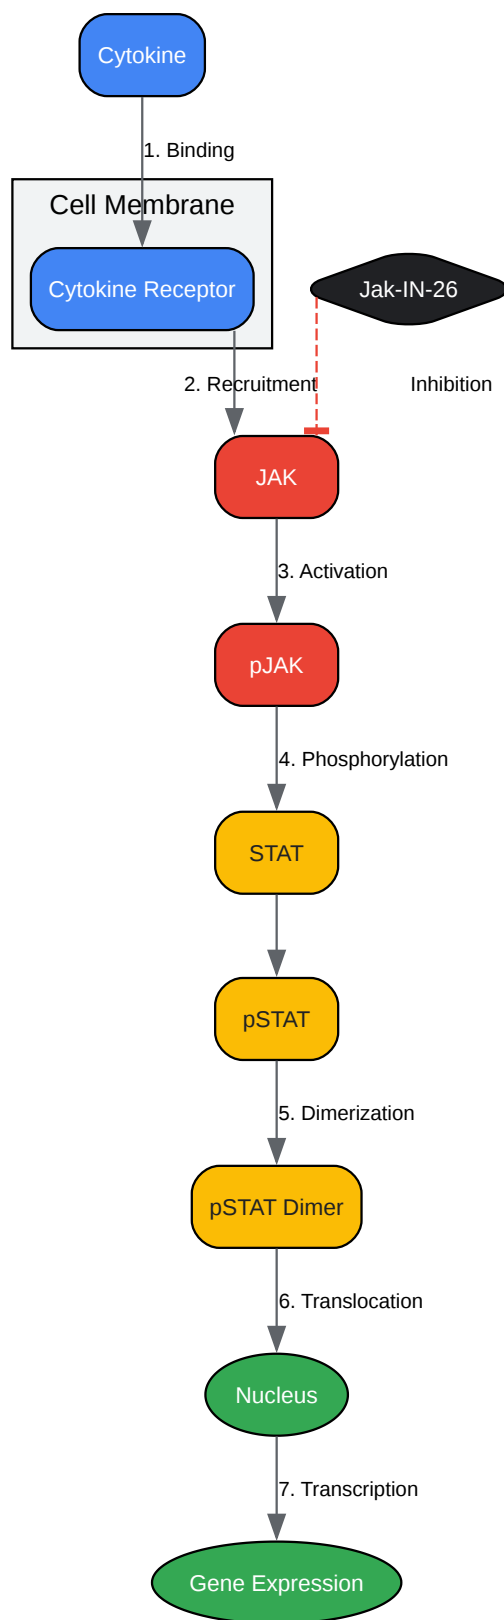 Cytokine
1. Binding
Cell Membrane
Cytokine Receptor
Jak-IN-26
2. Recruitment
Inhibition
JAK
3. Activation
pJAK
4. Phosphorylation
STAT
pSTAT
5. Dimerization
pSTAT Dimer
6. Translocation
Nucleus
7. Transcription
Gene Expression